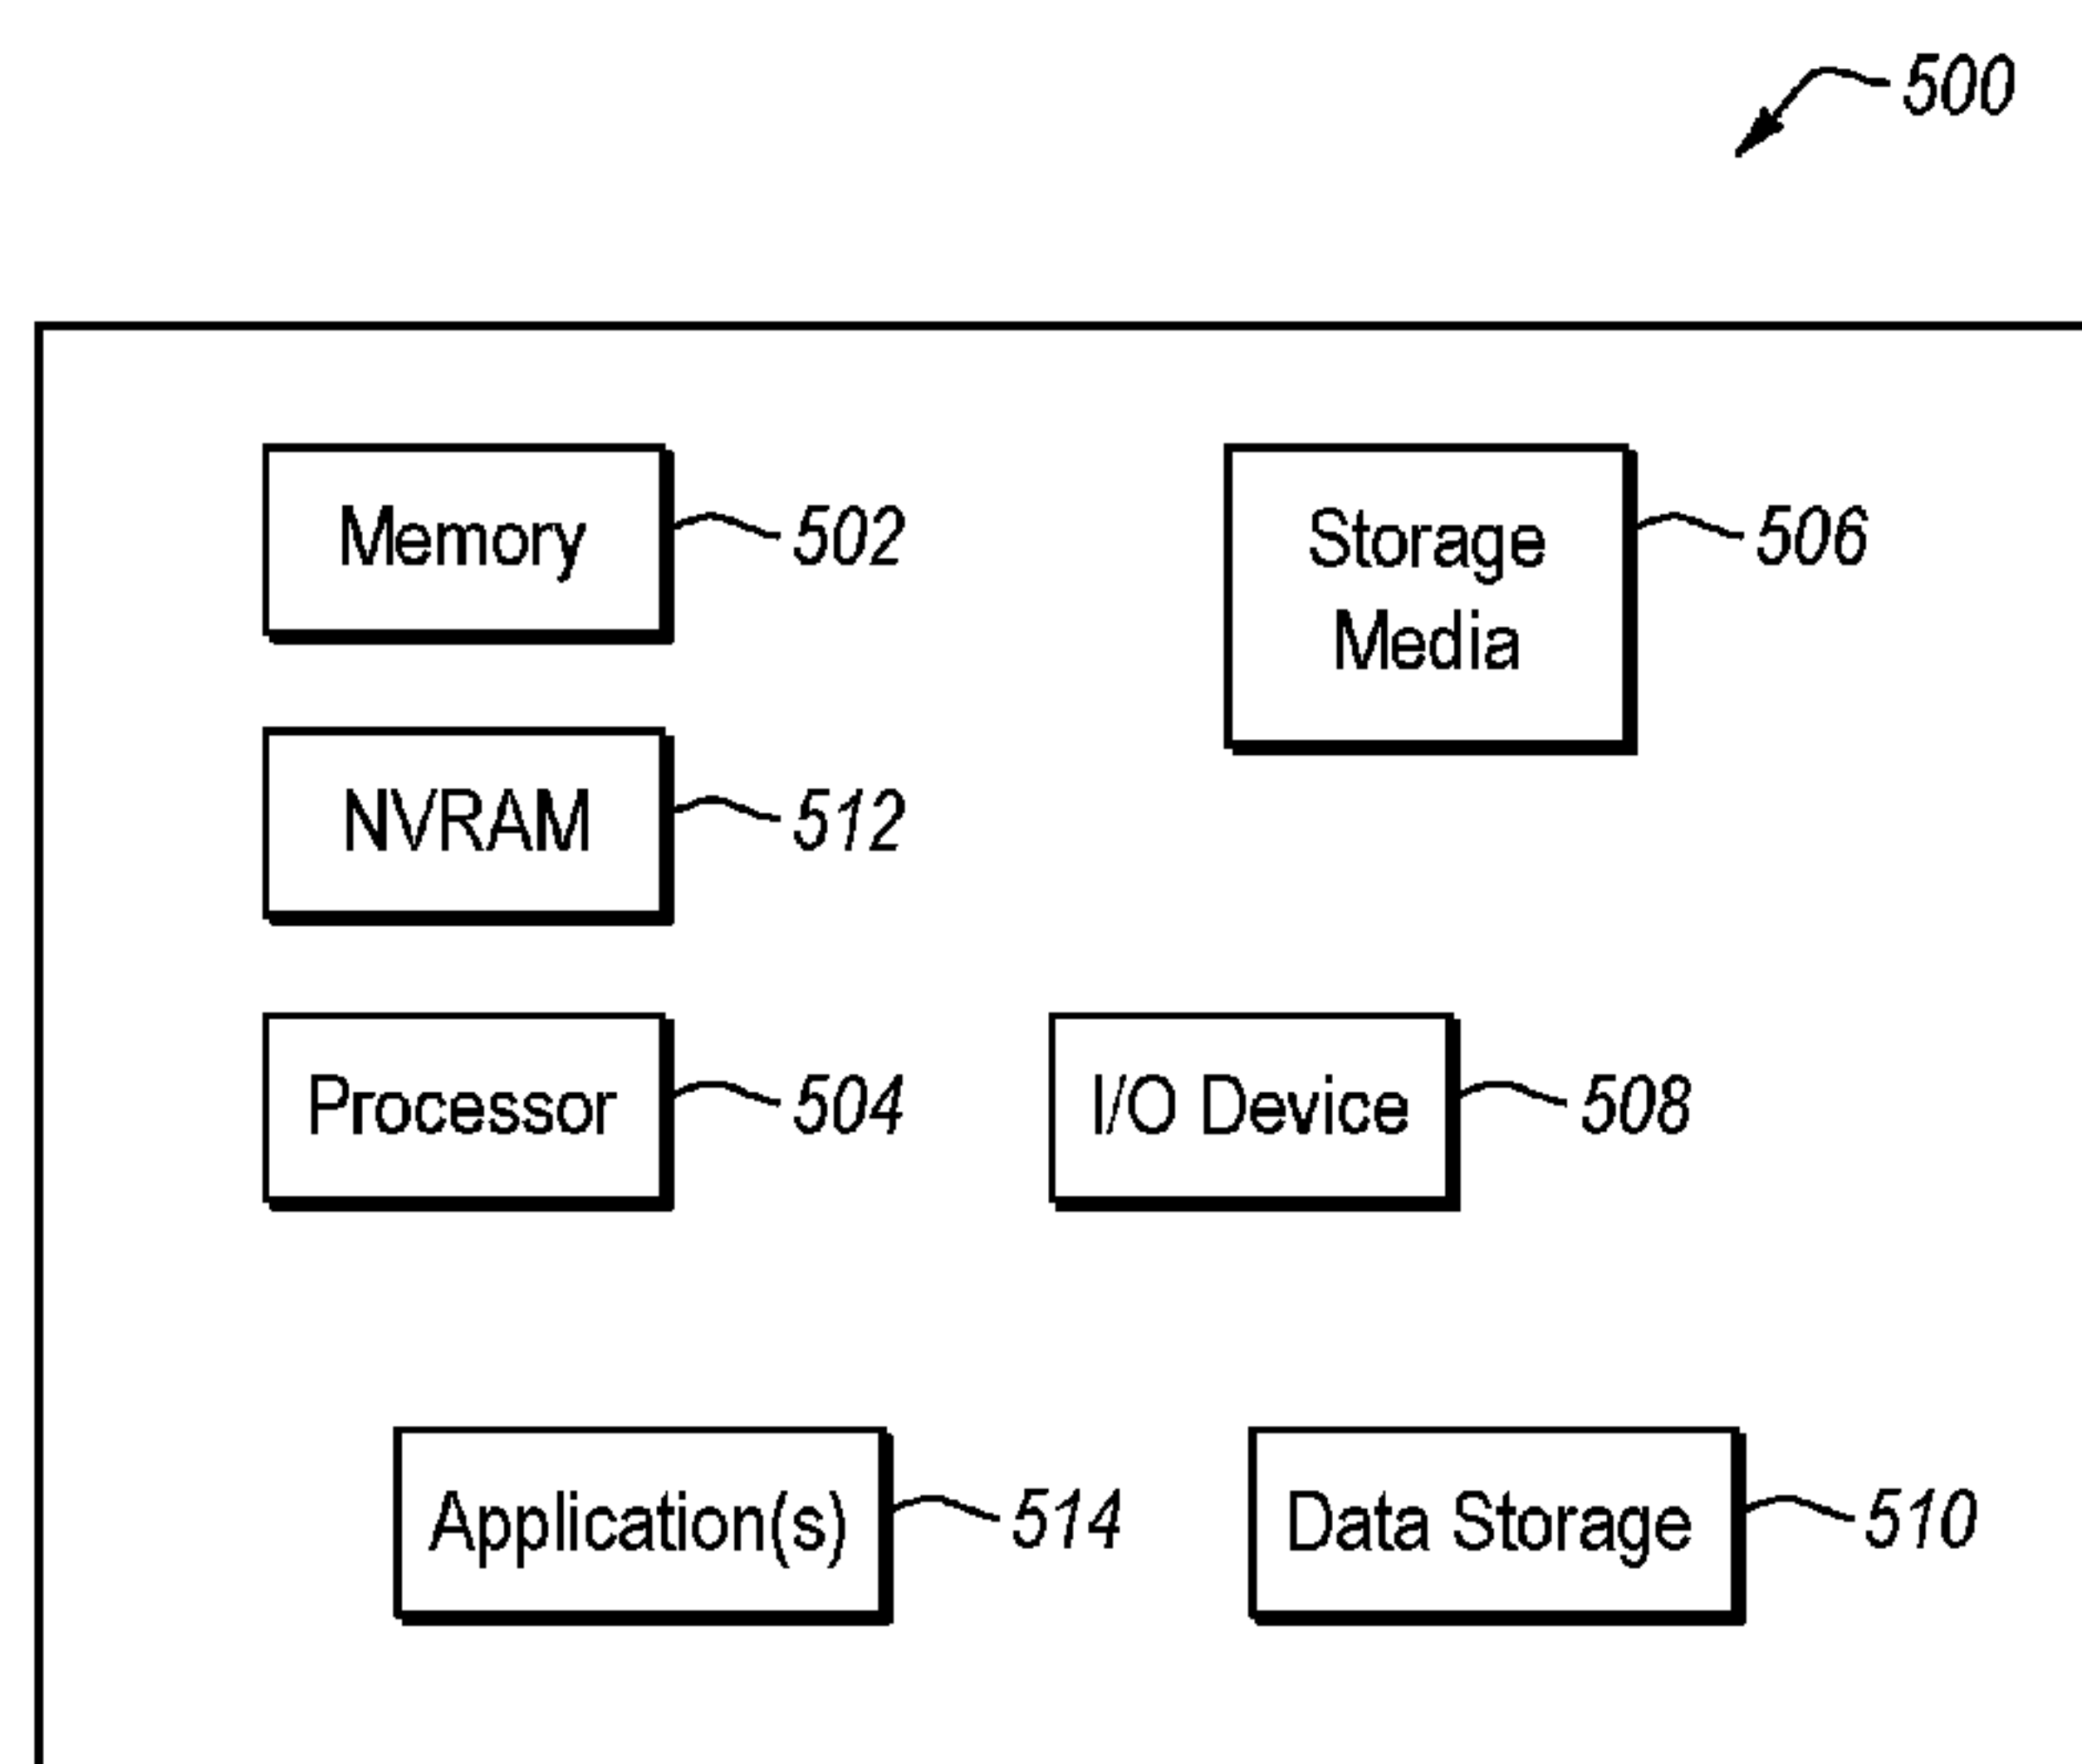 500
Memory 502
Storage
Media
506
NVRAM 512
Processor 504
I/O Device 508
Application(s) 514
Data Storage 510